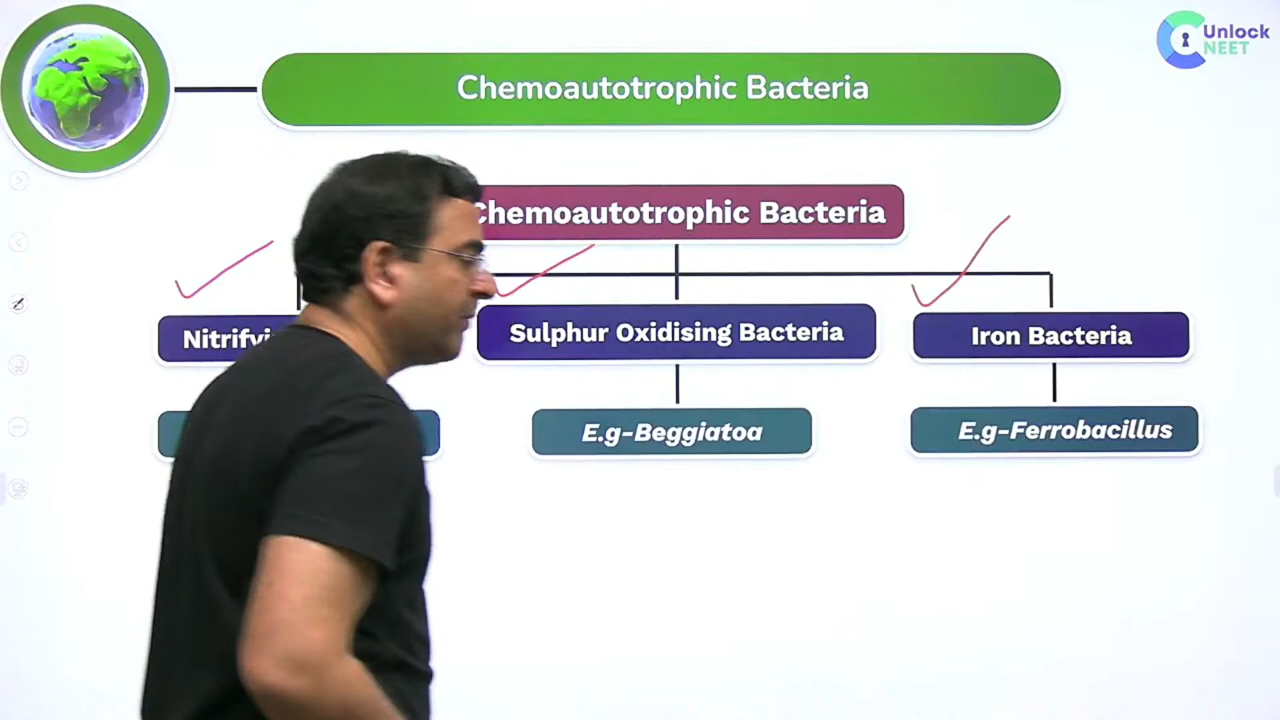 Unlock
NEET
Chemoautotrophic Bacteria
Chemoautotrophic Bacteria
Sulphur Oxidising Bacteria
Iron Bacteria
E.g-Beggiatoa
E.g-Ferrobacillus